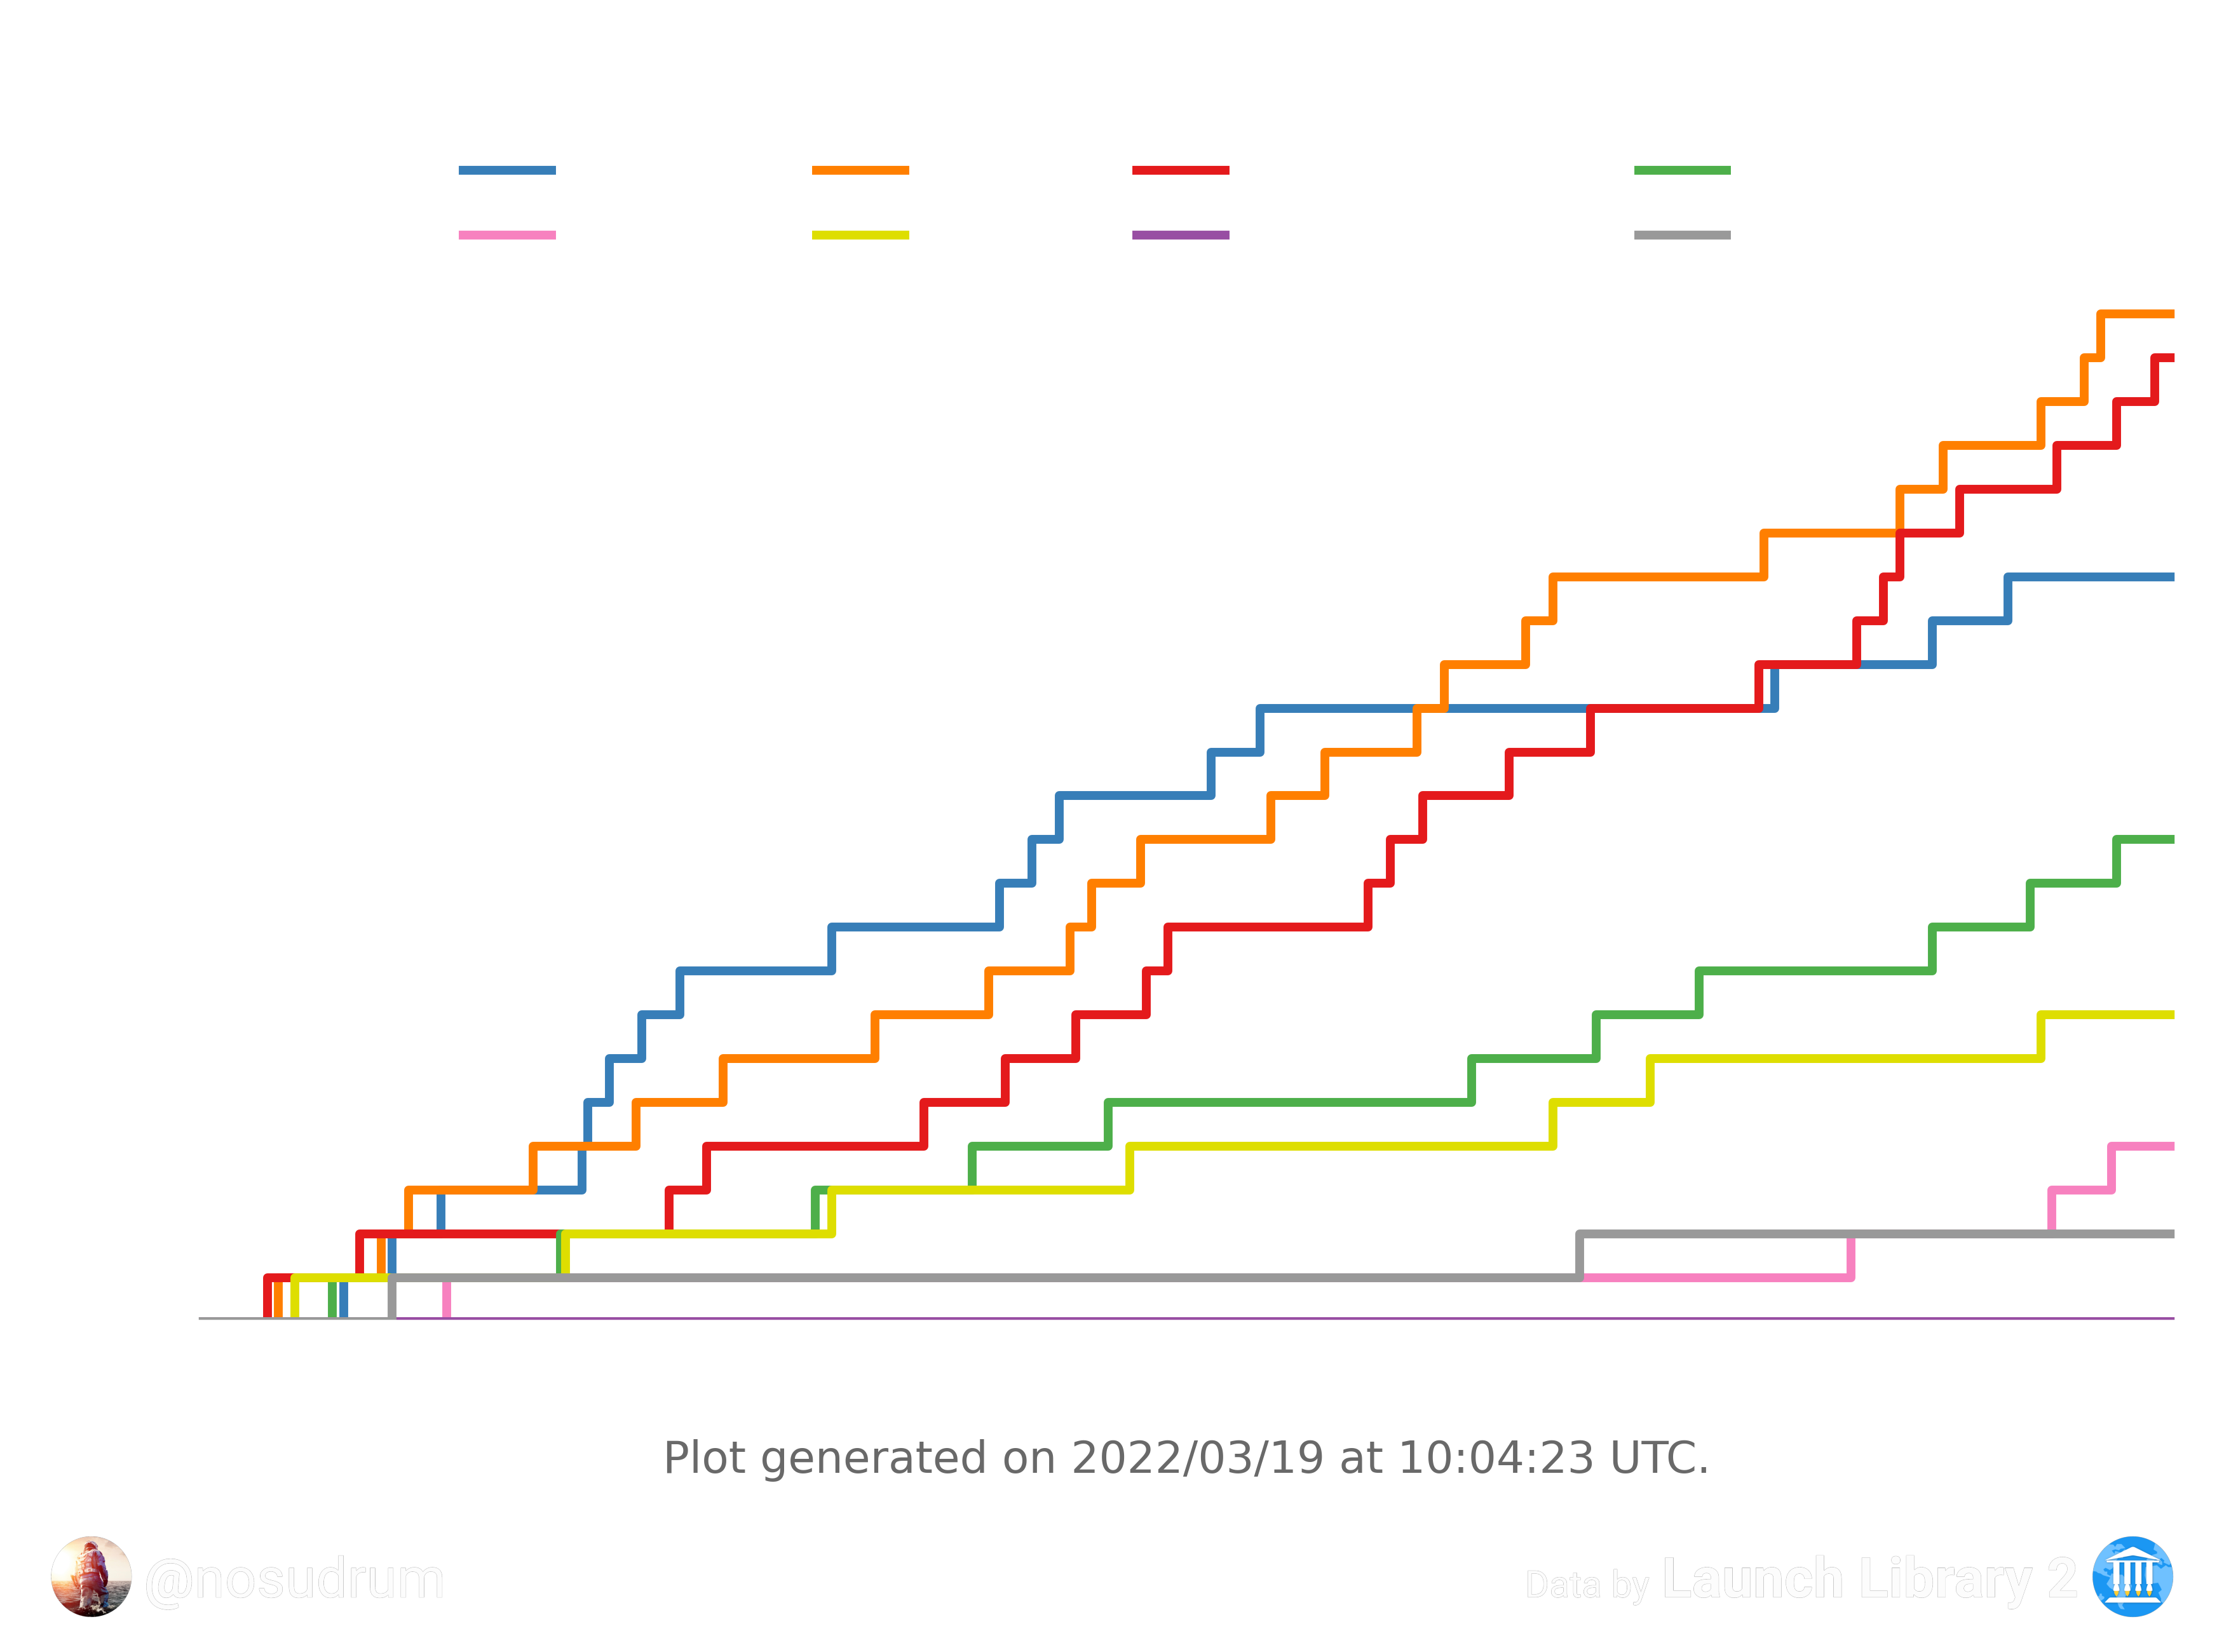 Plot generated on 2022/03/19 at 10:04:23 UTC.
@nosudrum
Data by Launch Library 2